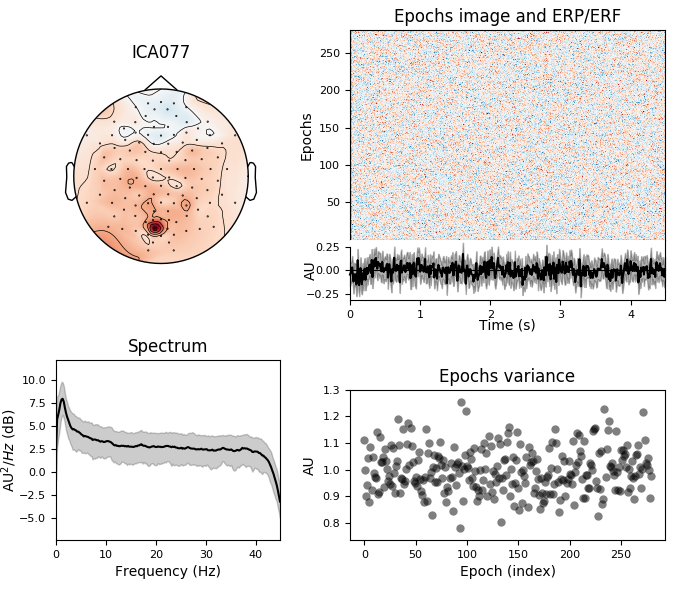 ICA077
Epochs image and ERP/ERF
Epochs
250
200
150
100
50
AU
0.25
0.00
−0.25
0 1 2 3 4
Time (s)
Spectrum
AU²/Hz (dB)
10.0
7.5
5.0
2.5
0.0
−2.5
−5.0
0 10 20 30 40
Frequency (Hz)
Epochs variance
AU
1.3
1.2
1.1
1.0
0.9
0.8
0 50 100 150 200 250
Epoch (index)